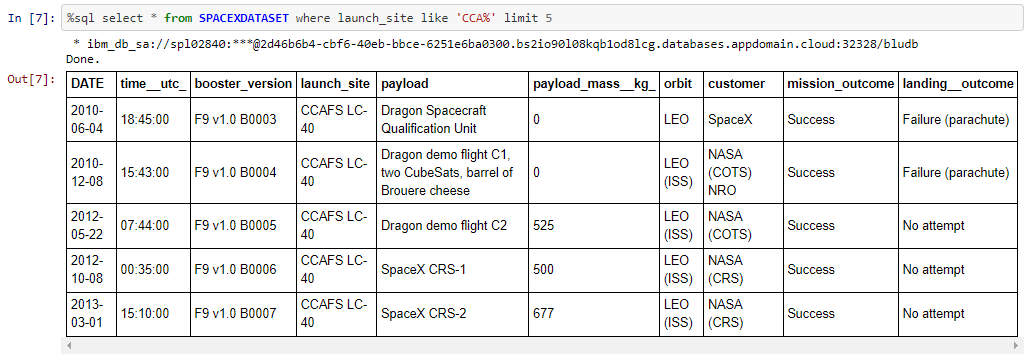 In [7]: %sql select * from SPACEXDATASET where launch_site like 'CCA%' limit 5
* ibm_db_sa://spl02840:***@2d46b6b4-cbf6-40eb-bbce-6251e6ba0300.bs2io90l08kqb1od8lcg.databases.appdomain.cloud:32328/bludb
Done.
Out[7]:
DATE time__utc_ booster_version launch_site payload payload_mass__kg_ orbit customer mission_outcome landing__outcome
2010-06-04 18:45:00 F9 v1.0 B0003 CCAFS LC-40 Dragon Spacecraft Qualification Unit 0 LEO SpaceX Success Failure (parachute)
2010-12-08 15:43:00 F9 v1.0 B0004 CCAFS LC-40 Dragon demo flight C1, two CubeSats, barrel of Brouere cheese 0 LEO (ISS) NASA (COTS) NRO Success Failure (parachute)
2012-05-22 07:44:00 F9 v1.0 B0005 CCAFS LC-40 Dragon demo flight C2 525 LEO (ISS) NASA (COTS) Success No attempt
2012-10-08 00:35:00 F9 v1.0 B0006 CCAFS LC-40 SpaceX CRS-1 500 LEO (ISS) NASA (CRS) Success No attempt
2013-03-01 15:10:00 F9 v1.0 B0007 CCAFS LC-40 SpaceX CRS-2 677 LEO (ISS) NASA (CRS) Success No attempt